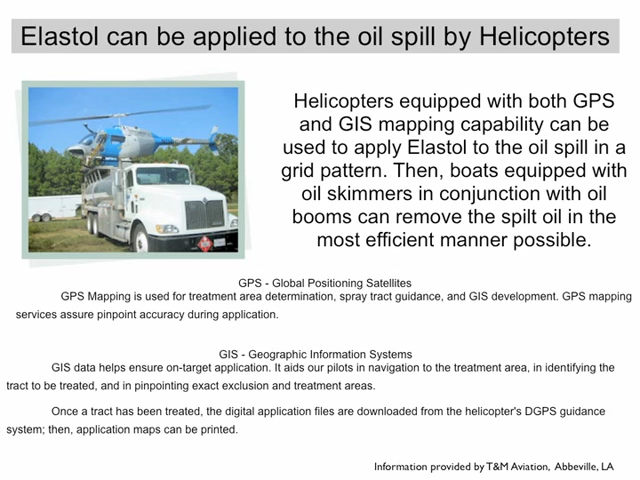 Elastol can be applied to the oil spill by Helicopters
Helicopters equipped with both GPS
and GIS mapping capability can be
used to apply Elastol to the oil spill in a
grid pattern. Then, boats equipped with
oil skimmers in conjunction with oil
booms can remove the spilt oil in the
most efficient manner possible.
GPS - Global Positioning Satellites
GPS Mapping is used for treatment area determination, spray tract guidance, and GIS development. GPS mapping
services assure pinpoint accuracy during application.
GIS - Geographic Information Systems
GIS data helps ensure on-target application. It aids our pilots in navigation to the treatment area, in identifying the
tract to be treated, and in pinpointing exact exclusion and treatment areas.
Once a tract has been treated, the digital application files are downloaded from the helicopter's DGPS guidance
system; then, application maps can be printed.
Information provided by T&M Aviation, Abbeville, LA